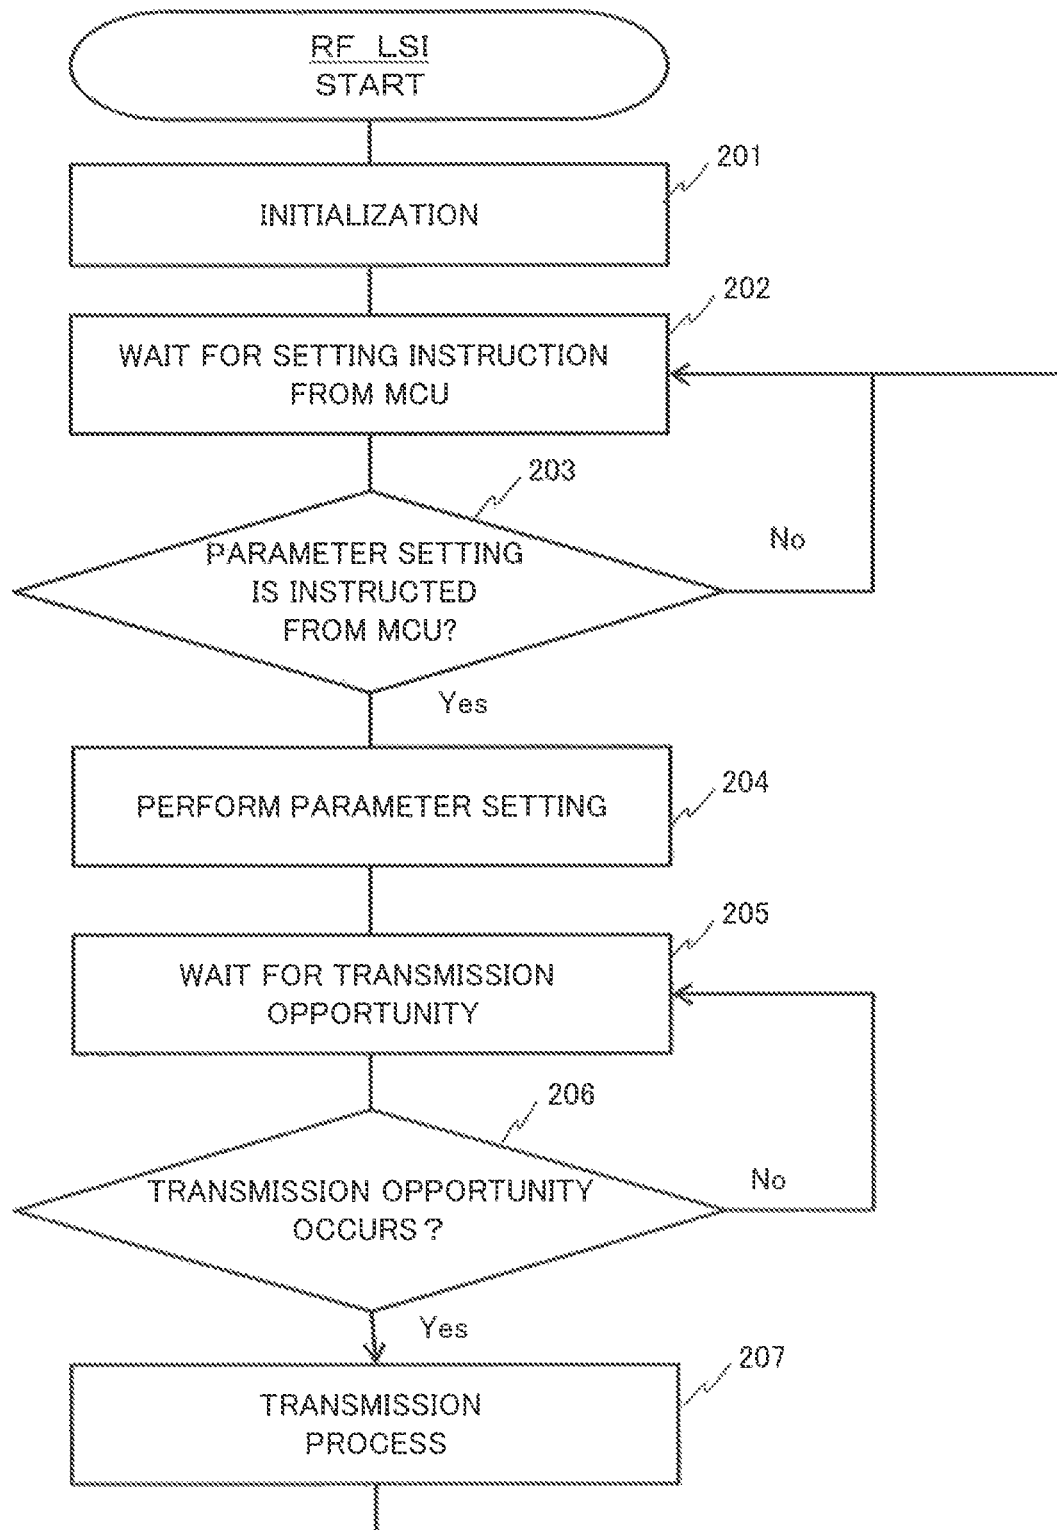 RF LSI
START
201
INITIALIZATION
202
WAIT FOR SETTING INSTRUCTION
FROM MCU
203
PARAMETER SETTING
IS INSTRUCTED
FROM MCU?
No
Yes
204
PERFORM PARAMETER SETTING
205
WAIT FOR TRANSMISSION
OPPORTUNITY
206
TRANSMISSION OPPORTUNITY
OCCURS?
No
Yes
207
TRANSMISSION
PROCESS